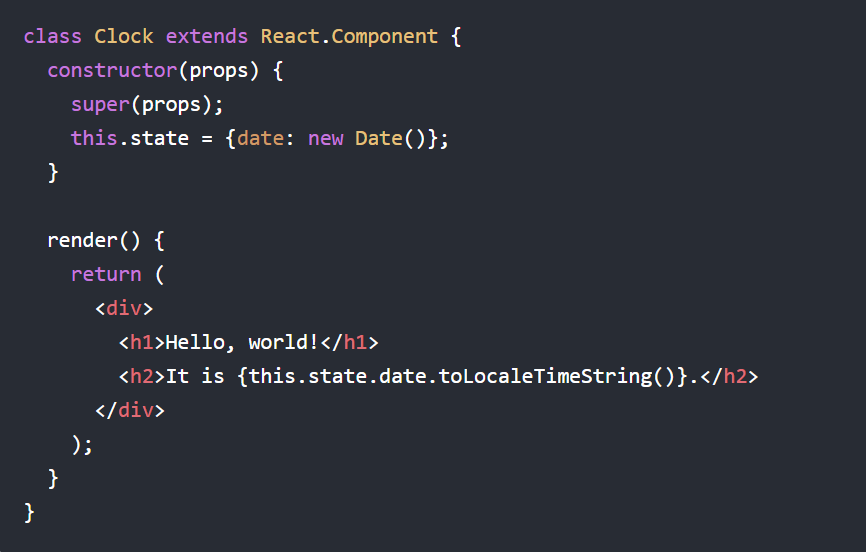 class Clock extends React.Component {
  constructor(props) {
    super(props);
    this.state = {date: new Date()};
  }

  render() {
    return (
      <div>
        <h1>Hello, world!</h1>
        <h2>It is {this.state.date.toLocaleTimeString()}.</h2>
      </div>
    );
  }
}